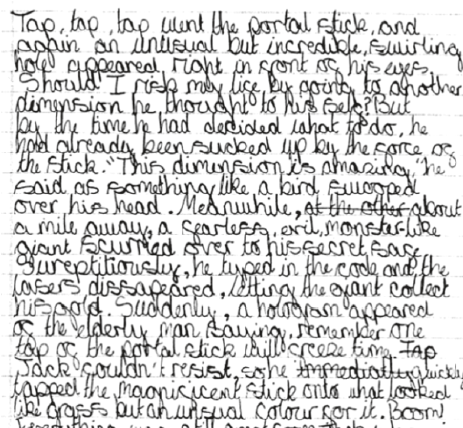 Tap, tap, tap went the portal stick, and
again an unusual but incredible, swirling
hole appeared right in front of his eyes.
Should I risk my life by going to another
dimension he thought to his self? But
by the time he had decided what to do, he
had already been sucked up by the force of
the stick. "This dimension is amazing," he
said, as something like a bird swooped
over his head. Meanwhile, at the other about
a mile away, a fearless, evil, monster-like
giant scurried over to his secret safe.
Sureptitiously, he typed in the code and the
lasers dissapeared, letting the giant collect
his gold. Suddenly, a hologram appeared
of the elderly man saying, remember one
tap of the portal stick will freeze time. Tap
Jack couldn't resist, so he immediatly quickly
tapped the magnificent stick onto what looked
like grass but an unusual colour for it. Boom!